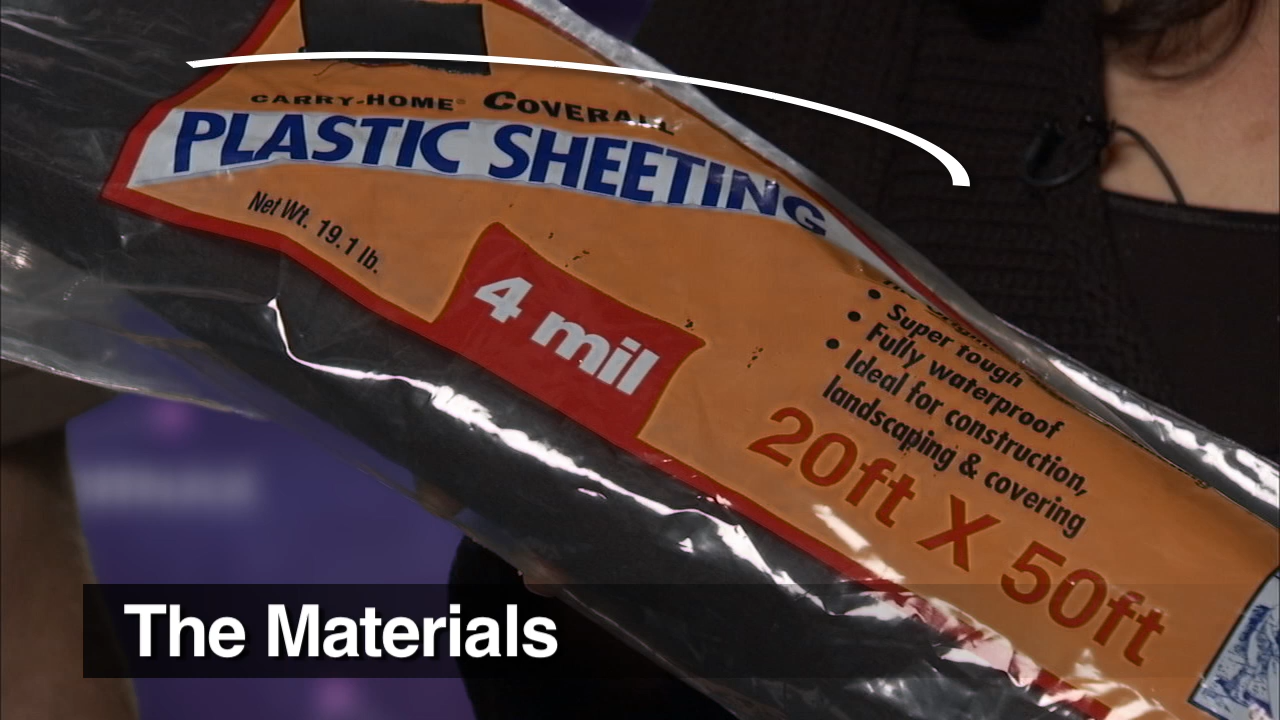 CARRY-HOME® COVERALL
PLASTIC SHEETING
Net Wt. 19.1 lb.
4 mil
• Super tough
• Fully waterproof
• Ideal for construction,
landscaping & covering
20ft X 50ft
The Materials